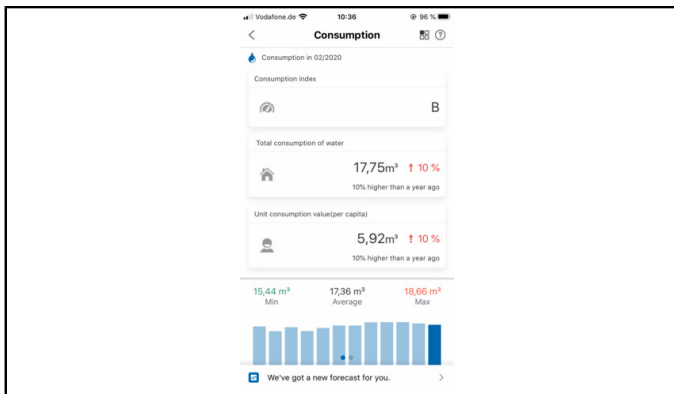 Vodafone.de 10:36 96 %
Consumption
Consumption in 02/2020
Consumption index
B
Total consumption of water
17,75m³ ↑ 10 %
10% higher than a year ago
Unit consumption value(per capita)
5,92m³ ↑ 10 %
10% higher than a year ago
15,44 m³ 17,36 m³ 18,66 m³
Min Average Max
We've got a new forecast for you.